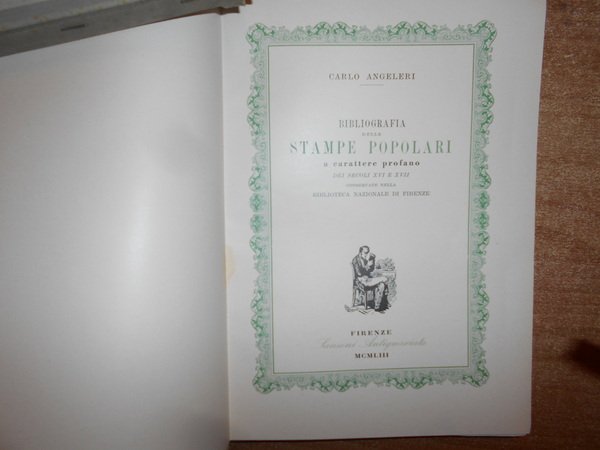 CARLO ANGELERI
BIBLIOGRAFIA
DELLE
STAMPE POPOLARI
a carattere profano
DEI SECOLI XVI E XVII
CONSERVATE NELLA
BIBLIOTECA NAZIONALE DI FIRENZE
FIRENZE
Sansoni Antiquariato
MCMLIII